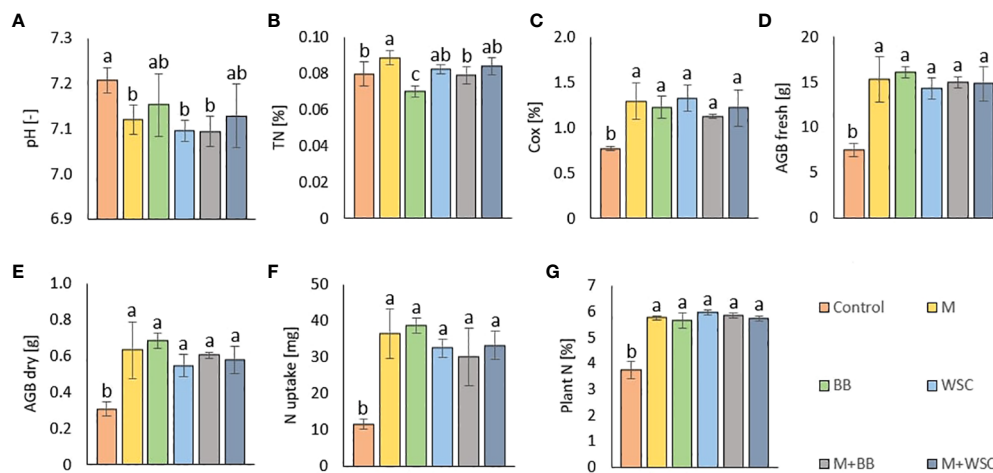 A
pH [-]
7.3
7.2
7.1
7.0
6.9
a
b
ab
b
b
ab
B
TN [%]
0.10
0.08
0.06
0.04
0.02
0
b
a
c
ab
b
ab
C
Cox [%]
2.0
1.5
1.0
0.5
0
b
a
a
a
a
a
D
AGB fresh [g]
20
15
10
5
0
b
a
a
a
a
a
E
AGB dry [g]
1.0
0.8
0.6
0.4
0.2
0
b
a
a
a
a
a
F
N uptake [mg]
50
40
30
20
10
0
b
a
a
a
a
a
G
Plant N [%]
7
6
5
4
3
2
1
0
b
a
a
a
a
a
Control
M
BB
WSC
M+BB
M+WSC